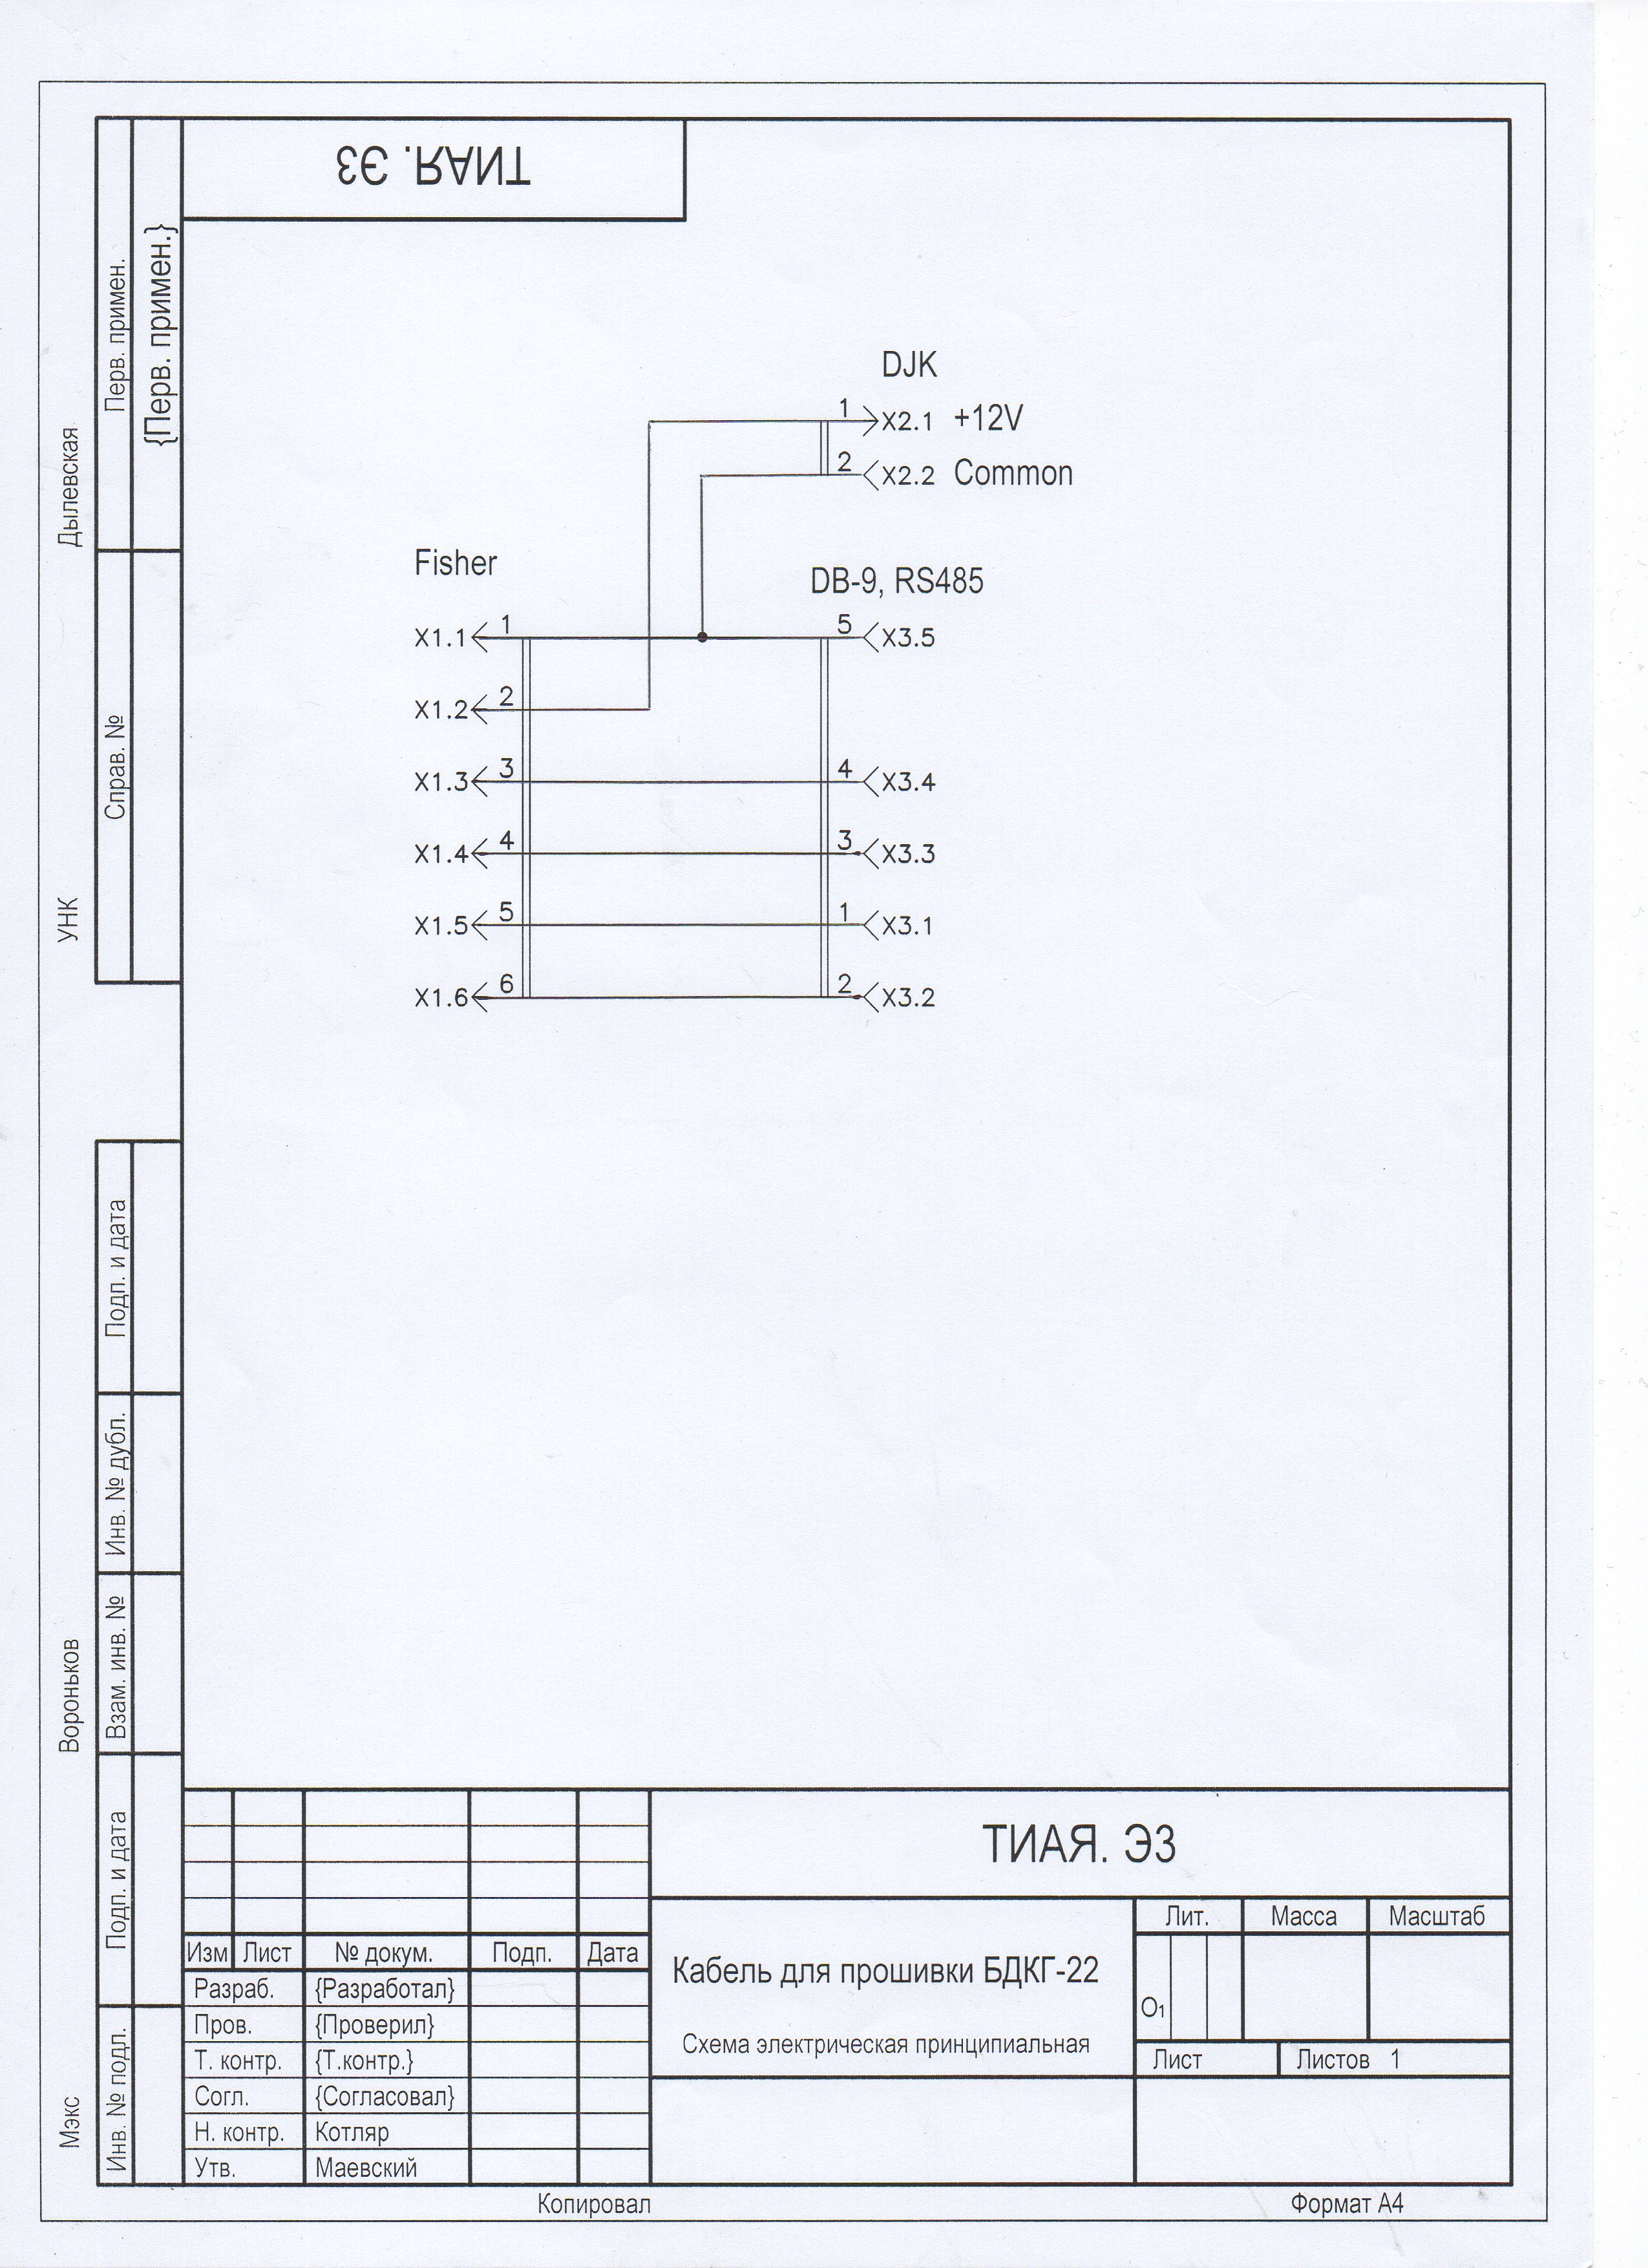 ТИАЯ. Э3
Перв. примен.
{Перв. примен.}
Дылевская
Справ. №
УНК
DJK
1 X2.1 +12V
2 X2.2 Common
Fisher
DB-9, RS485
X1.1 1 5 X3.5
X1.2 2
X1.3 3 4 X3.4
X1.4 4 3 X3.3
X1.5 5 1 X3.1
X1.6 6 2 X3.2
Подп. и дата
Инв. № дубл.
Взам. инв. №
Вороньков
Подп. и дата
Инв. № подл.
Мэкс
ТИАЯ. Э3
Изм Лист № докум. Подп. Дата
Разраб. {Разработал}
Пров. {Проверил}
Т. контр. {Т.контр.}
Согл. {Согласовал}
Н. контр. Котляр
Утв. Маевский
Кабель для прошивки БДКГ-22
Схема электрическая принципиальная
Лит. Масса Масштаб
О1
Лист Листов 1
Копировал Формат А4